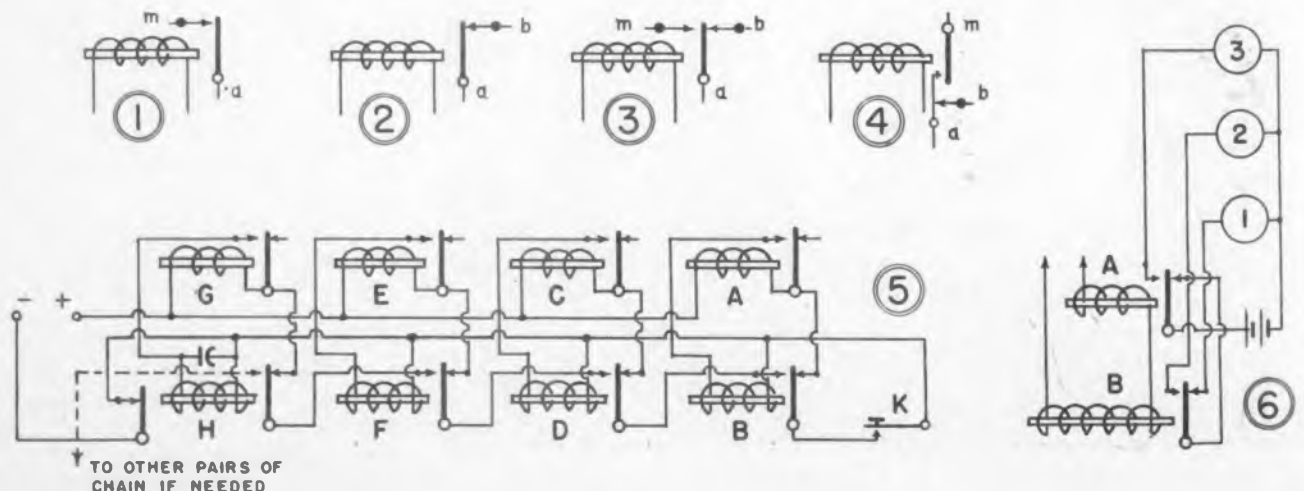 m
a
1
b
a
2
m b
a
3
m
b
a
4
3
2
1
A
B
6
G E C A
5
- +
H F D B
K
TO OTHER PAIRS OF
CHAIN IF NEEDED